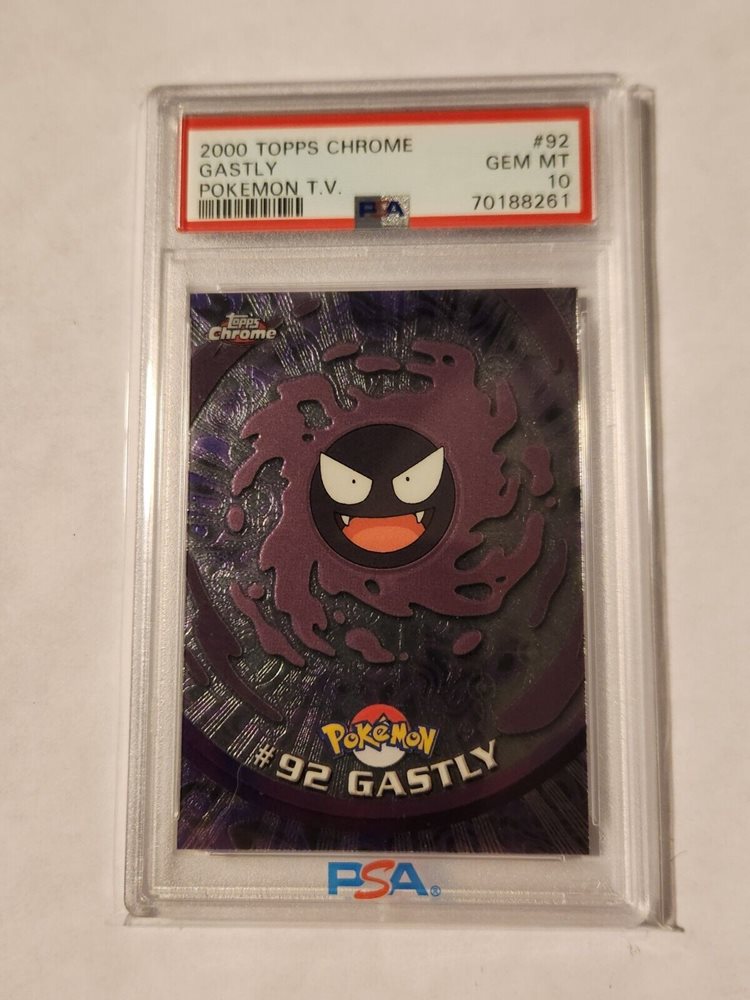 2000 TOPPS CHROME #92
GASTLY GEM MT
POKEMON T.V. 10
PSA 70188261
Topps
Chrome
POKéMON
#92 GASTLY
PSA®